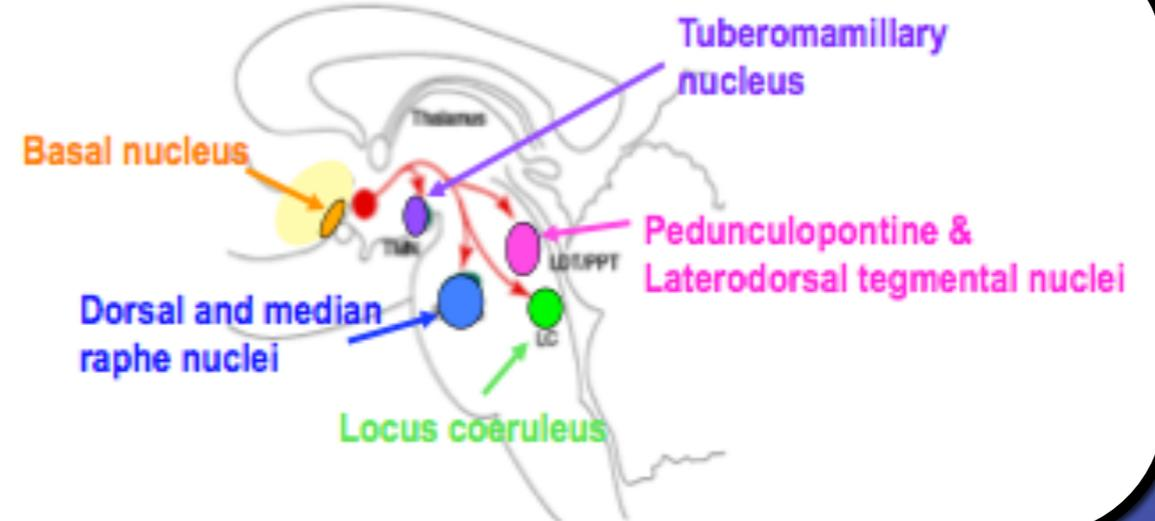 Tuberomamillary
nucleus
Thalamus
Basal nucleus
Pedunculopontine &
Laterodorsal tegmental nuclei
TMN
LDT/PPT
Dorsal and median
raphe nuclei
LC
Locus coeruleus